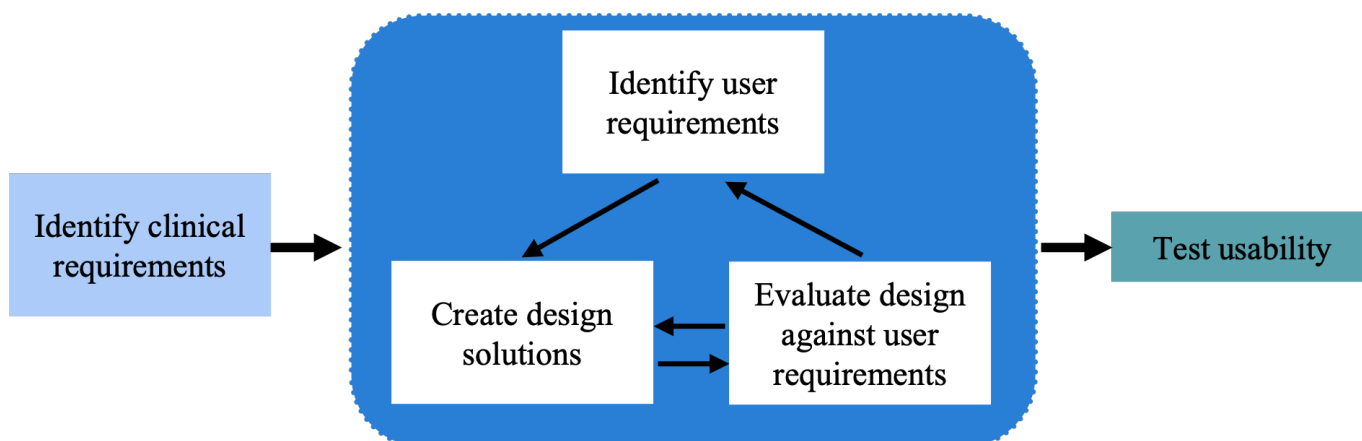 Identify user
requirements
Identify clinical
requirements
Create design
solutions
Evaluate design
against user
requirements
Test usability